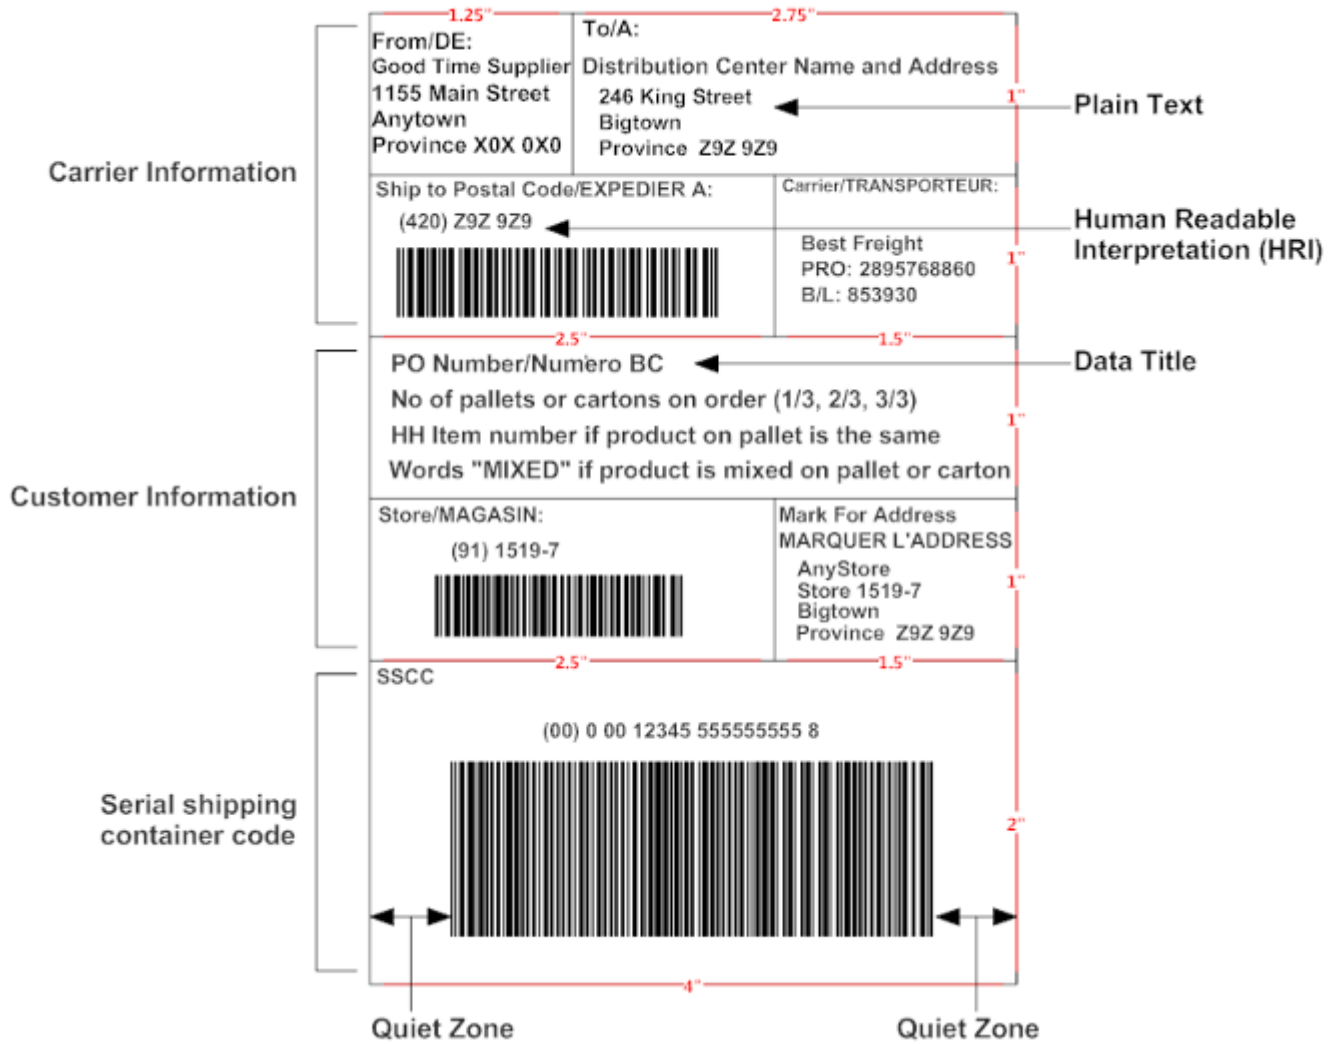 1.25"
2.75"
From/DE:
Good Time Supplier
1155 Main Street
Anytown
Province X0X 0X0
To/A:
Distribution Center Name and Address
246 King Street
Bigtown
Province Z9Z 9Z9
1"
Plain Text
Carrier Information
Ship to Postal Code/EXPEDIER A:
(420) Z9Z 9Z9
Carrier/TRANSPORTEUR:
Best Freight
PRO: 2895768860
B/L: 853930
1"
Human Readable
Interpretation (HRI)
2.5"
1.5"
PO Number/Numèro BC
No of pallets or cartons on order (1/3, 2/3, 3/3)
HH Item number if product on pallet is the same
Words "MIXED" if product is mixed on pallet or carton
1"
Data Title
Customer Information
Store/MAGASIN:
(91) 1519-7
Mark For Address
MARQUER L'ADDRESS
AnyStore
Store 1519-7
Bigtown
Province Z9Z 9Z9
1"
2.5"
1.5"
SSCC
(00) 0 00 12345 5555555555 8
Serial shipping
container code
2"
4"
Quiet Zone
Quiet Zone